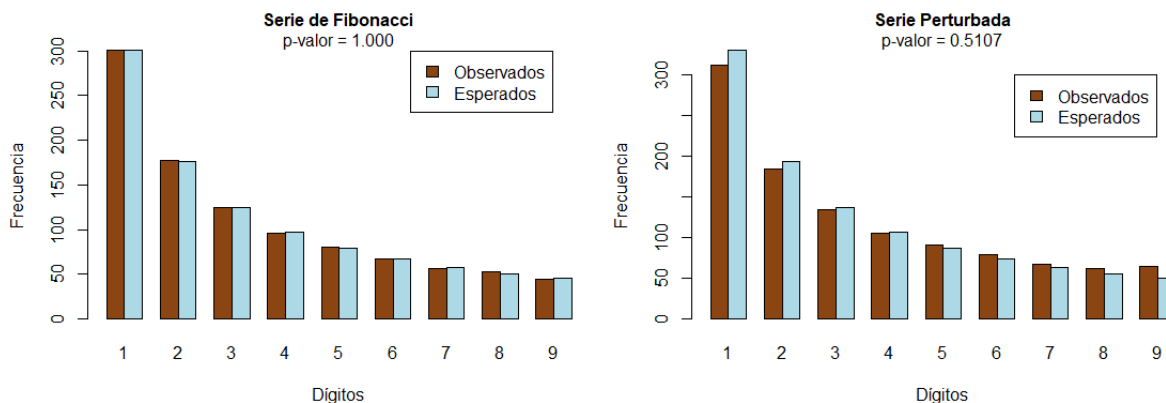 Serie de Fibonacci
p-valor = 1.000
Observados
Esperados
Frecuencia
300
250
200
150
100
50
0
1 2 3 4 5 6 7 8 9
Dígitos
Serie Perturbada
p-valor = 0.5107
Observados
Esperados
Frecuencia
300
200
100
50
0
1 2 3 4 5 6 7 8 9
Dígitos